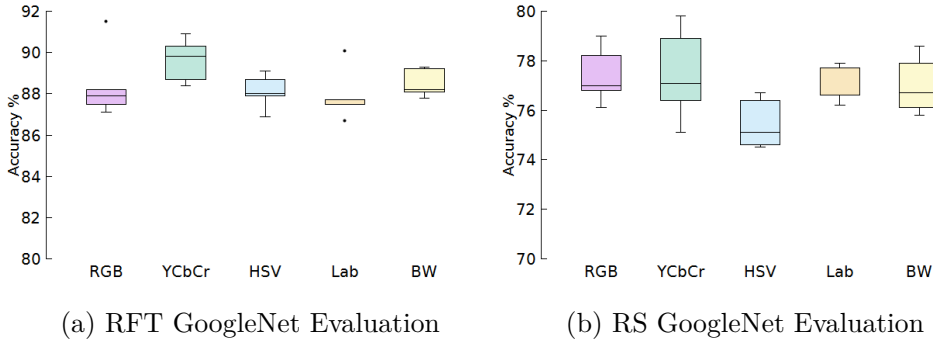 92
90
88
86
84
82
80
Accuracy %
RGB YCbCr HSV Lab BW
(a) RFT GoogleNet Evaluation
80
78
76
74
72
70
Accuracy %
RGB YCbCr HSV Lab BW
(b) RS GoogleNet Evaluation